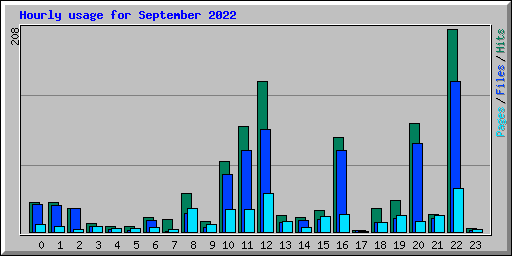 Hourly usage for September 2022
208
Pages/Files/Hits
0 1 2 3 4 5 6 7 8 9 10 11 12 13 14 15 16 17 18 19 20 21 22 23